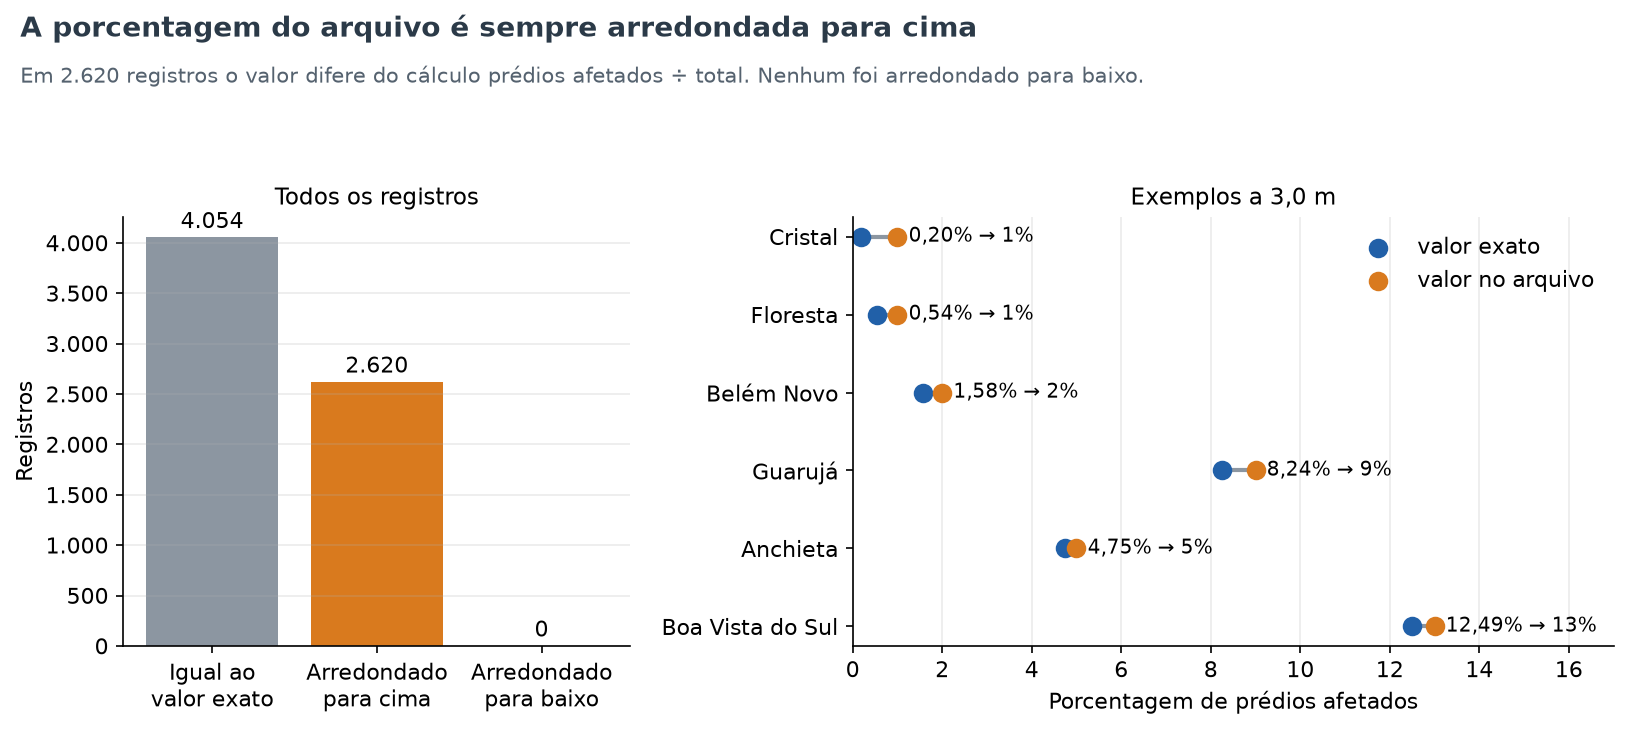 A porcentagem do arquivo é sempre arredondada para cima
Em 2.620 registros o valor difere do cálculo prédios afetados ÷ total. Nenhum foi arredondado para baixo.
Todos os registros
Registros
4.000
3.500
3.000
2.500
2.000
1.500
1.000
500
0
4.054
2.620
0
Igual ao
valor exato
Arredondado
para cima
Arredondado
para baixo
Exemplos a 3,0 m
valor exato
valor no arquivo
Cristal
0,20% → 1%
Floresta
0,54% → 1%
Belém Novo
1,58% → 2%
Guarujá
8,24% → 9%
Anchieta
4,75% → 5%
Boa Vista do Sul
12,49% → 13%
0 2 4 6 8 10 12 14 16
Porcentagem de prédios afetados